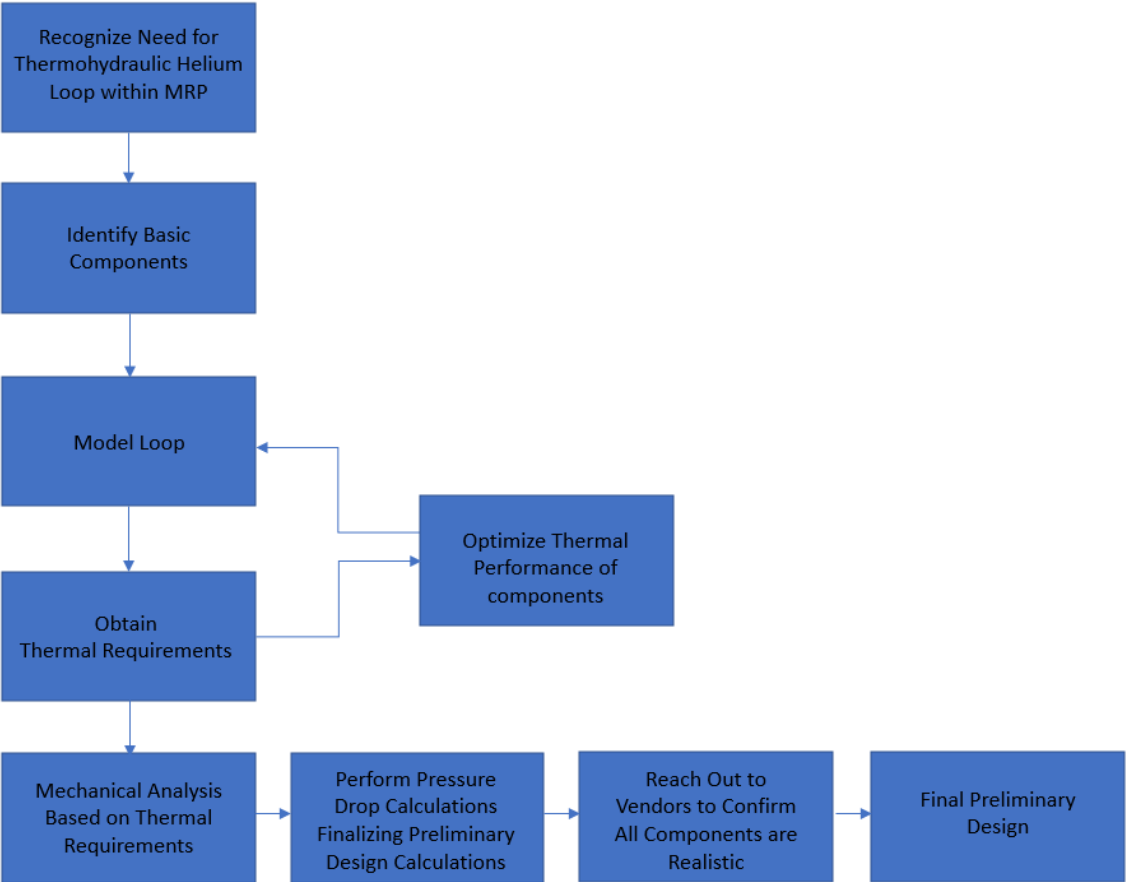 Recognize Need for
Thermohydraulic Helium
Loop within MRP
Identify Basic
Components
Model Loop
Optimize Thermal
Performance of
components
Obtain
Thermal Requirements
Mechanical Analysis
Based on Thermal
Requirements
Perform Pressure
Drop Calculations
Finalizing Preliminary
Design Calculations
Reach Out to
Vendors to Confirm
All Components are
Realistic
Final Preliminary
Design